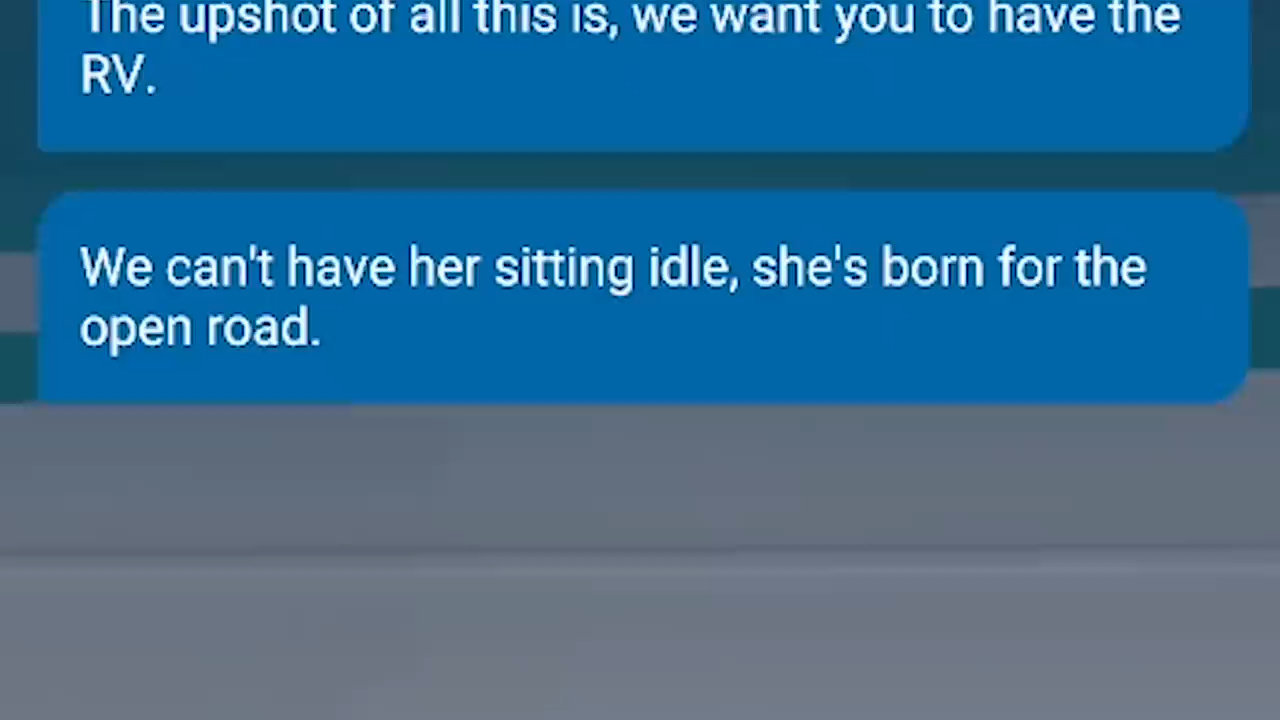 The upshot of all this is, we want you to have the
RV.
We can't have her sitting idle, she's born for the
open road.